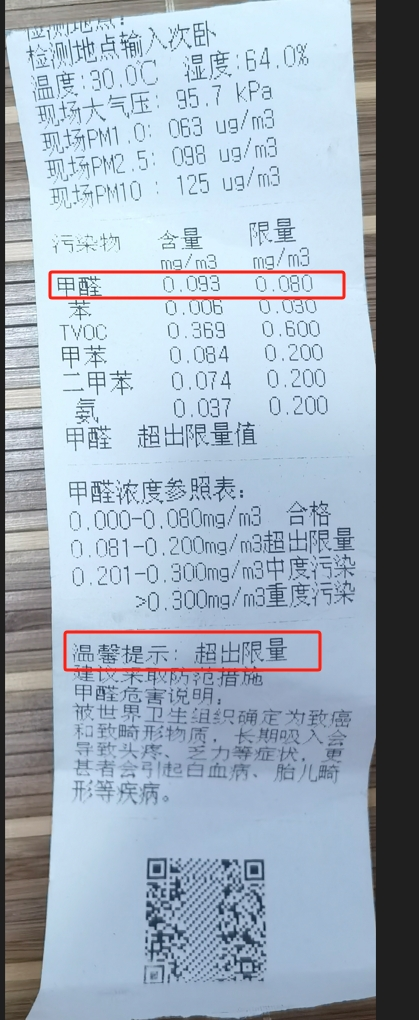 检测地点:
检测地点输入次卧
温度:30.0℃ 湿度:64.0%
现场大气压: 95.7 kPa
现场PM1.0: 063 ug/m3
现场PM2.5: 098 ug/m3
现场PM10 : 125 ug/m3
污染物 含量 限量
mg/m3 mg/m3
甲醛 0.093 0.080
苯 0.006 0.030
TVOC 0.369 0.600
甲苯 0.084 0.200
二甲苯 0.074 0.200
氨 0.037 0.200
甲醛 超出限量值
甲醛浓度参照表:
0.000-0.080mg/m3 合格
0.081-0.200mg/m3超出限量
0.201-0.300mg/m3中度污染
>0.300mg/m3重度污染
温馨提示: 超出限量
建议采取防范措施
甲醛危害说明:
被世界卫生组织确定为致癌
和致畸形物质，长期吸入会
导致头疼、乏力等症状，更
甚者会引起白血病、胎儿畸
形等疾病。